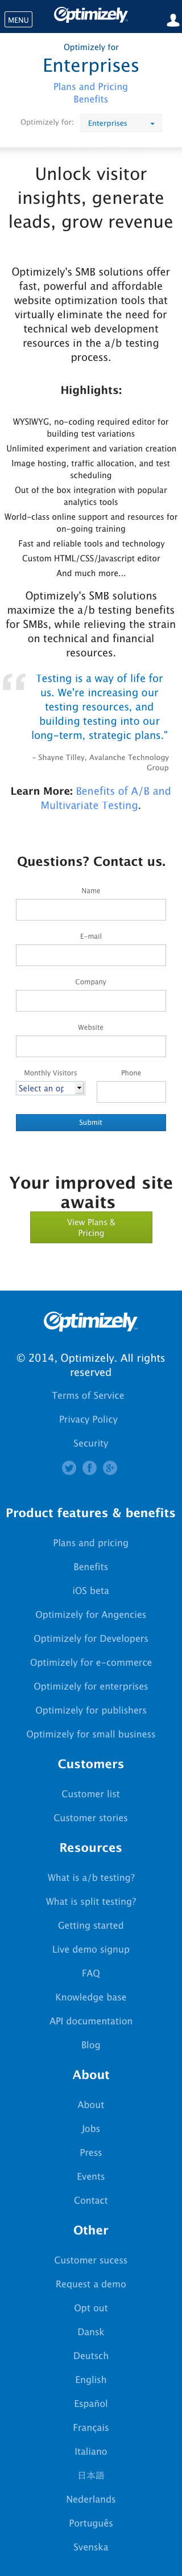 MENU
Optimizely
Optimizely for
Enterprises
Plans and Pricing
Benefits
Optimizely for: Enterprises
Unlock visitor
insights, generate
leads, grow revenue
Optimizely's SMB solutions offer
fast, powerful and affordable
website optimization tools that
virtually eliminate the need for
technical web development
resources in the a/b testing
process.
Highlights:
WYSIWYG, no-coding required editor for
building test variations
Unlimited experiment and variation creation
Image hosting, traffic allocation, and test
scheduling
Out of the box integration with popular
analytics tools
World-class online support and resources for
on-going training
Fast and reliable tools and technology
Custom HTML/CSS/Javascript editor
And much more...
Optimizely's SMB solutions
maximize the a/b testing benefits
for SMBs, while relieving the strain
on technical and financial
resources.
“ Testing is a way of life for
us. We're increasing our
testing resources, and
building testing into our
long-term, strategic plans."
- Shayne Tilley, Avalanche Technology
Group
Learn More: Benefits of A/B and
Multivariate Testing.
Questions? Contact us.
Name
E-mail
Company
Website
Monthly Visitors Phone
Select an op
Submit
Your improved site
awaits
View Plans &
Pricing
Optimizely
© 2014, Optimizely. All rights
reserved
Terms of Service
Privacy Policy
Security
Product features & benefits
Plans and pricing
Benefits
iOS beta
Optimizely for Angencies
Optimizely for Developers
Optimizely for e-commerce
Optimizely for enterprises
Optimizely for publishers
Optimizely for small business
Customers
Customer list
Customer stories
Resources
What is a/b testing?
What is split testing?
Getting started
Live demo signup
FAQ
Knowledge base
API documentation
Blog
About
About
Jobs
Press
Events
Contact
Other
Customer sucess
Request a demo
Opt out
Dansk
Deutsch
English
Español
Français
Italiano
日本語
Nederlands
Português
Svenska